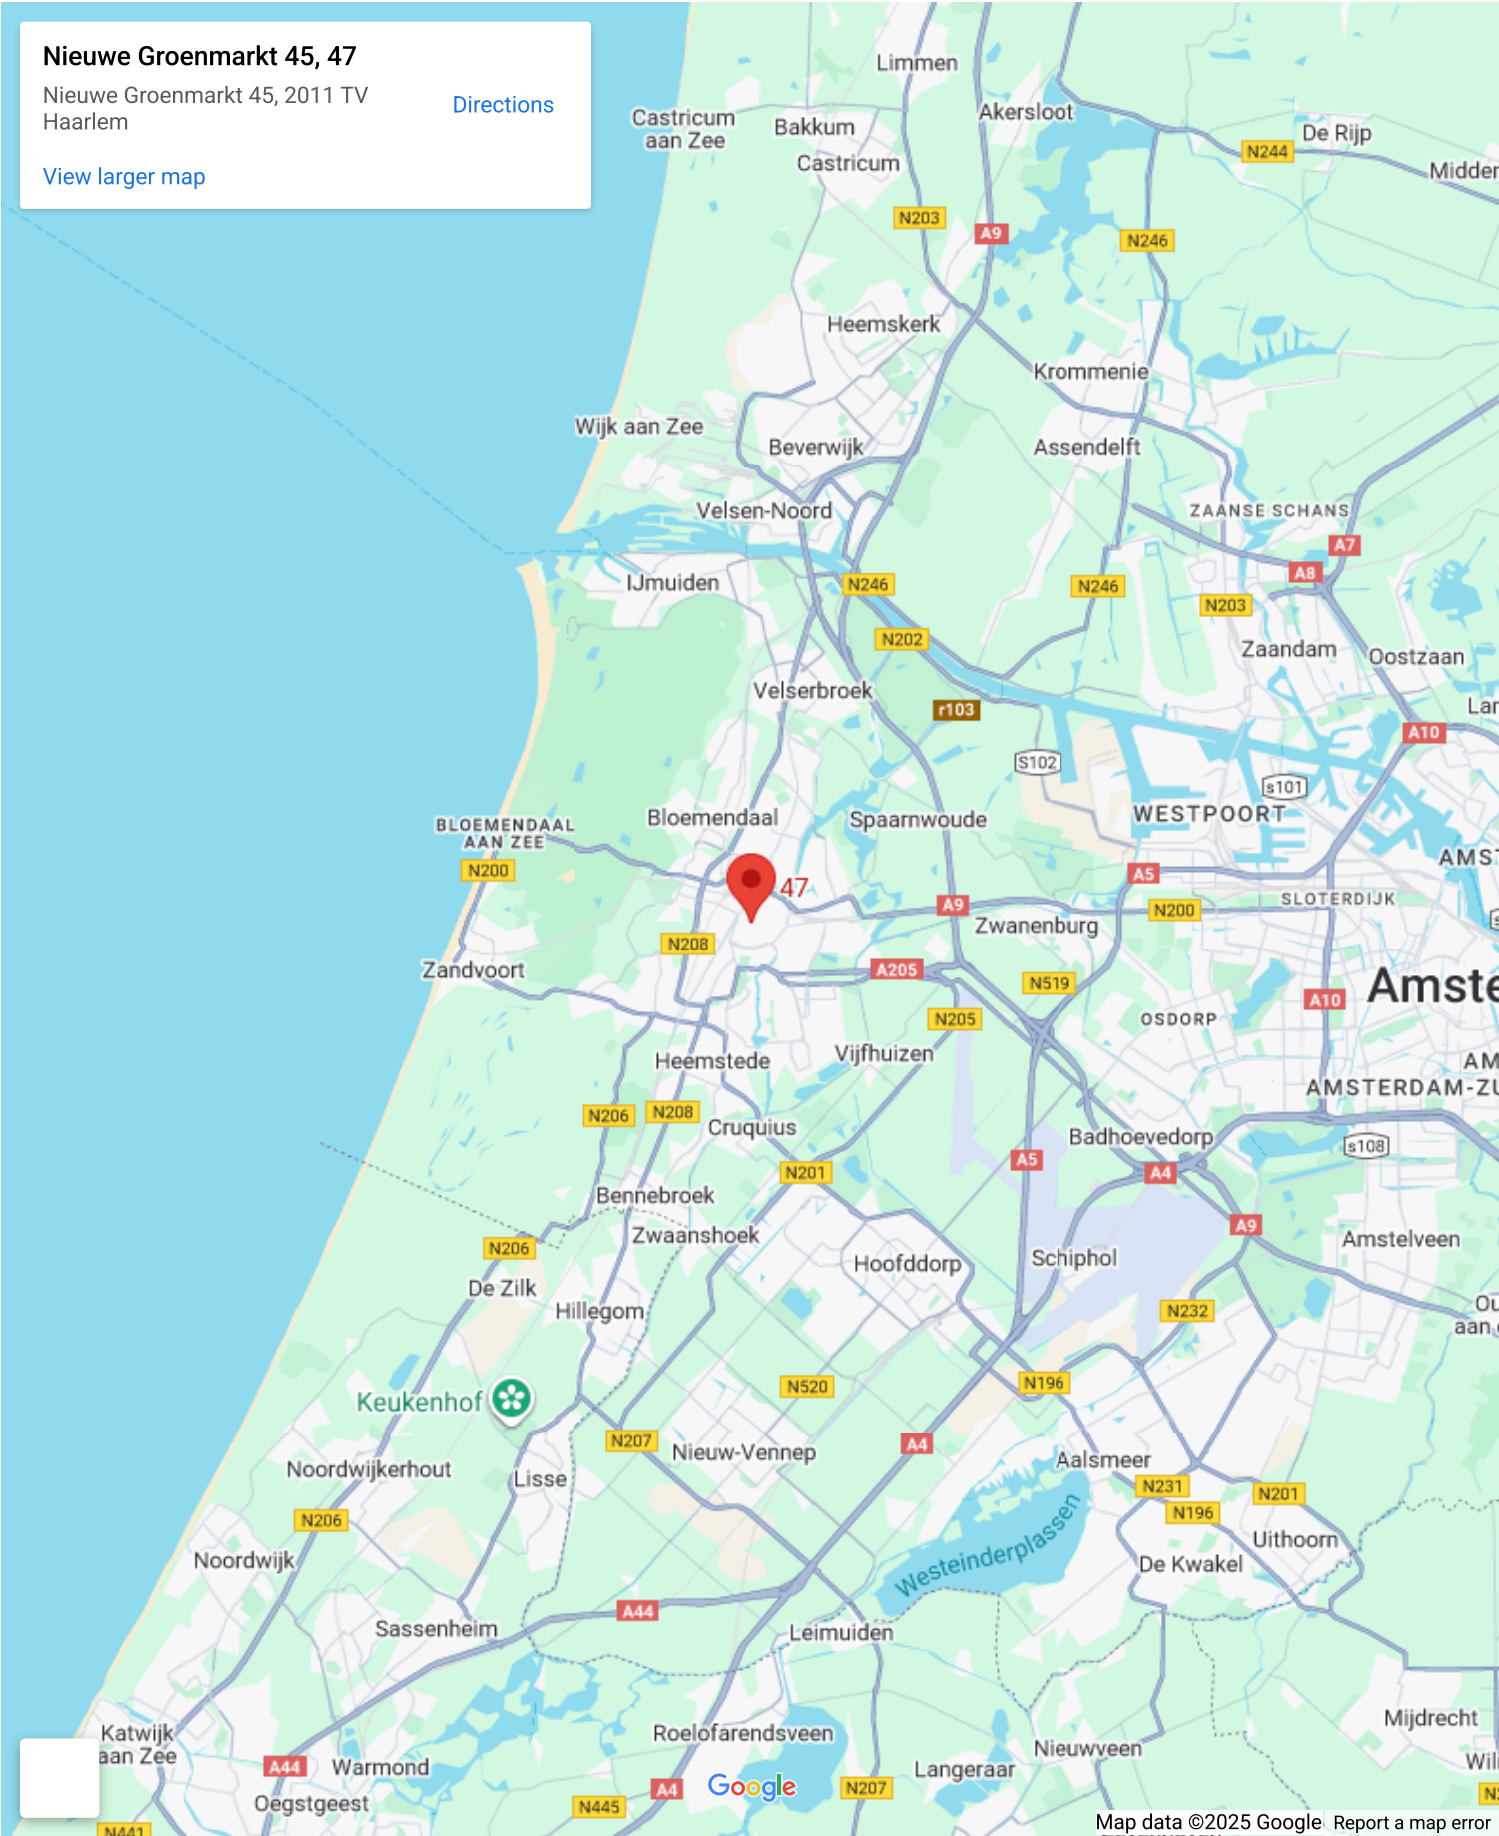 Nieuwe Groenmarkt 45, 47
Nieuwe Groenmarkt 45, 2011 TV
Haarlem
Directions
View larger map
Limmen
Akersloot
Castricum
aan Zee
Bakkum
Castricum
De Rijp
N244
N203
A9
N246
Heemskerk
Krommenie
Wijk aan Zee
Beverwijk
Assendelft
Velsen-Noord
ZAANSE SCHANS
A7
A8
IJmuiden
N246
N246
N203
N202
Zaandam
Oostzaan
Velserbroek
r103
A10
S102
s101
Bloemendaal
Spaarnwoude
WESTPOORT
BLOEMENDAAL
AAN ZEE
N200
47
A5
A9
N200
SLOTERDIJK
Zwanenburg
N208
Zandvoort
A205
N519
A10
N205
OSDORP
Heemstede
Vijfhuizen
N206
N208
Cruquius
Badhoevedorp
s108
N201
A5
A4
Bennebroek
Zwaanshoek
N206
A9
Amstelveen
De Zilk
Hoofddorp
Schiphol
Hillegom
N232
Keukenhof
N520
N196
N207
Nieuw-Vennep
A4
Aalsmeer
Noordwijkerhout
Lisse
N231
N201
N196
N206
Westeinderplassen
Uithoorn
Noordwijk
De Kwakel
A44
Sassenheim
Leimuiden
Katwijk
aan Zee
Roelofarendsveen
Mijdrecht
Nieuwveen
A44
Warmond
Langeraar
A4
Google
N207
Oegstgeest
N445
N441
Map data ©2025 Google
Report a map error